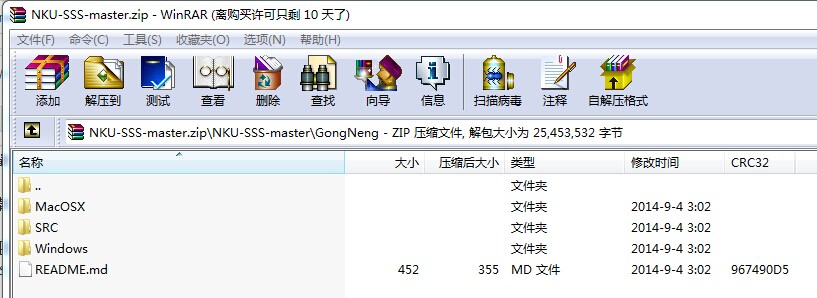 NKU-SSS-master.zip - WinRAR (离购买许可只剩 10 天了)
文件(F) 命令(C) 工具(S) 收藏夹(O) 选项(N) 帮助(H)
添加 解压到 测试 查看 删除 查找 向导 信息 扫描病毒 注释 自解压格式
NKU-SSS-master.zip\NKU-SSS-master\GongNeng - ZIP 压缩文件, 解包大小为 25,453,532 字节
名称 大小 压缩后大小 类型 修改时间 CRC32
.. 文件夹
MacOSX 文件夹 2014-9-4 3:02
SRC 文件夹 2014-9-4 3:02
Windows 文件夹 2014-9-4 3:02
README.md 452 355 MD 文件 2014-9-4 3:02 967490D5